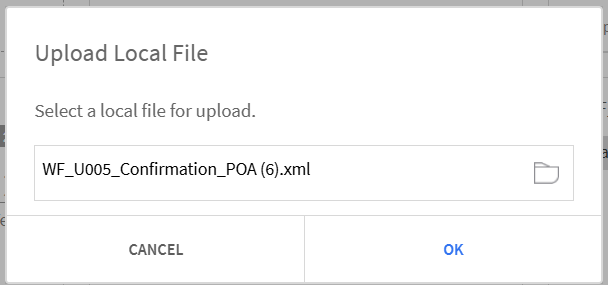 Upload Local File
Select a local file for upload.
WF_U005_Confirmation_POA (6).xml
CANCEL
OK